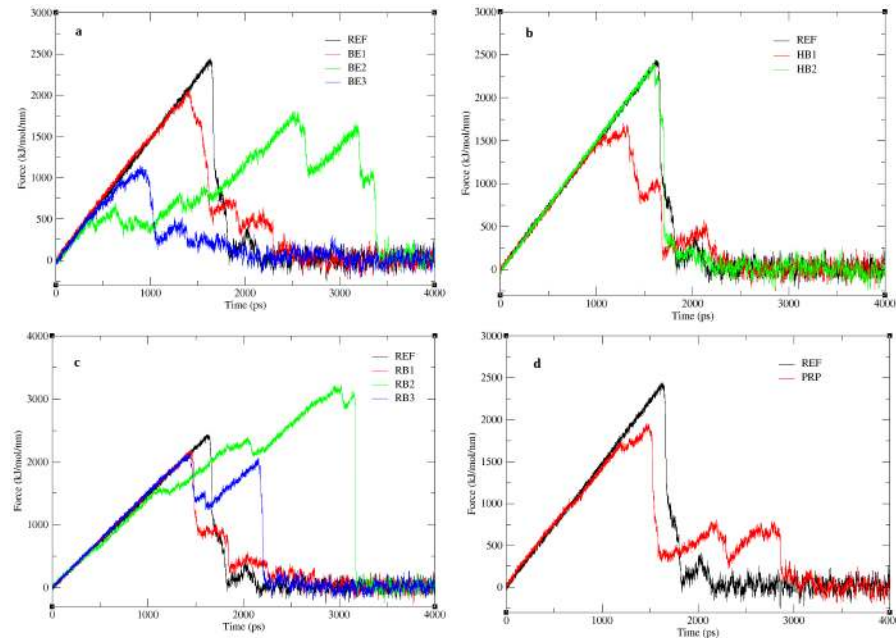 a
REF
BE1
BE2
BE3
Force (kJ/mol/nm)
3000
2500
2000
1500
1000
500
0
0 1000 2000 3000 4000
Time (ps)
b
REF
HB1
HB2
Force (kJ/mol/nm)
3000
2500
2000
1500
1000
500
0
0 1000 2000 3000 4000
Time (ps)
c
REF
RB1
RB2
RB3
Force (kJ/mol/nm)
4000
3000
2000
1000
0
0 1000 2000 3000 4000
Time (ps)
d
REF
PRP
Force (kJ/mol/nm)
3000
2500
2000
1500
1000
500
0
0 1000 2000 3000 4000
Time (ps)